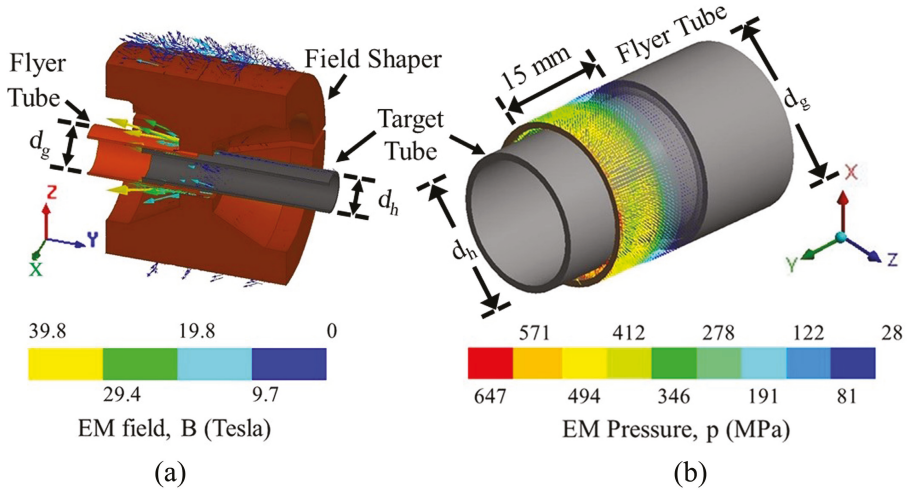 Flyer
Tube
d_g
Z
Y
X
Field Shaper
Target
Tube
d_h
39.8 19.8 0
29.4 9.7
EM field, B (Tesla)
(a)
15 mm
Flyer Tube
d_g
d_h
X
Y
Z
571 412 278 122 28
647 494 346 191 81
EM Pressure, p (MPa)
(b)